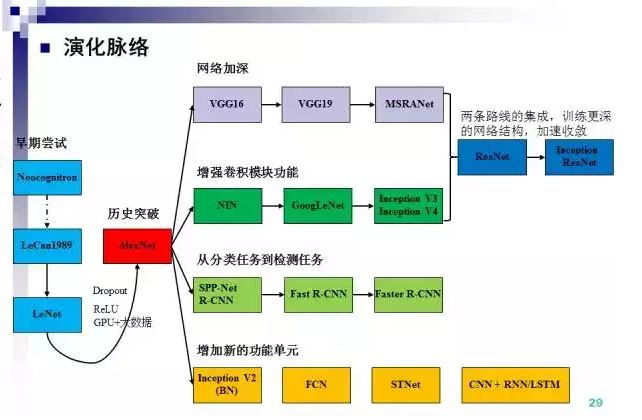 演化脉络
网络加深
VGG16
VGG19
MSRANet
两条路线的集成，训练更深
的网络结构，加速收敛
早期尝试
ResNet
Inception
ResNet
Neocognitron
增强卷积模块功能
NIN
GoogLeNet
Inception V3
Inception V4
历史突破
LeCun1989
AlexNet
从分类任务到检测任务
SPP-Net
R-CNN
Fast R-CNN
Faster R-CNN
Dropout
ReLU
GPU+大数据
LeNet
增加新的功能单元
Inception V2
(BN)
FCN
STNet
CNN + RNN/LSTM
29